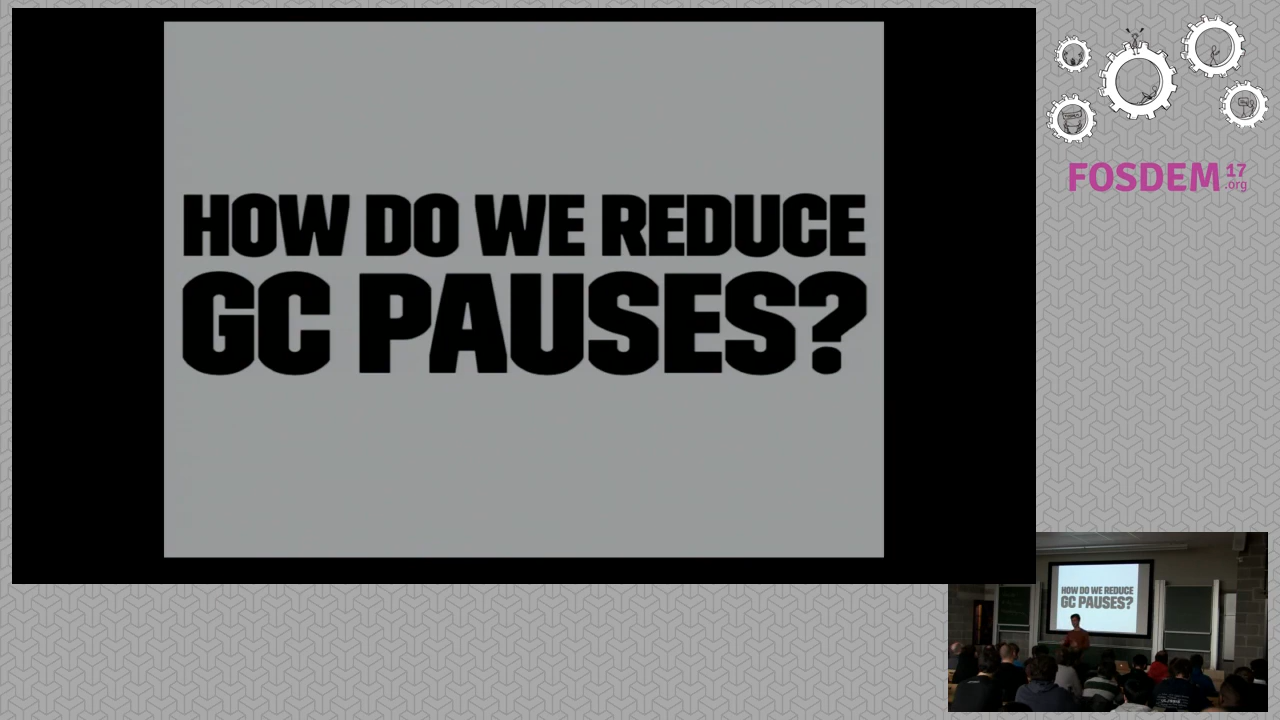 HOW DO WE REDUCE
GC PAUSES?
FOSDEM 17
.org
HOW DO WE REDUCE
GC PAUSES?